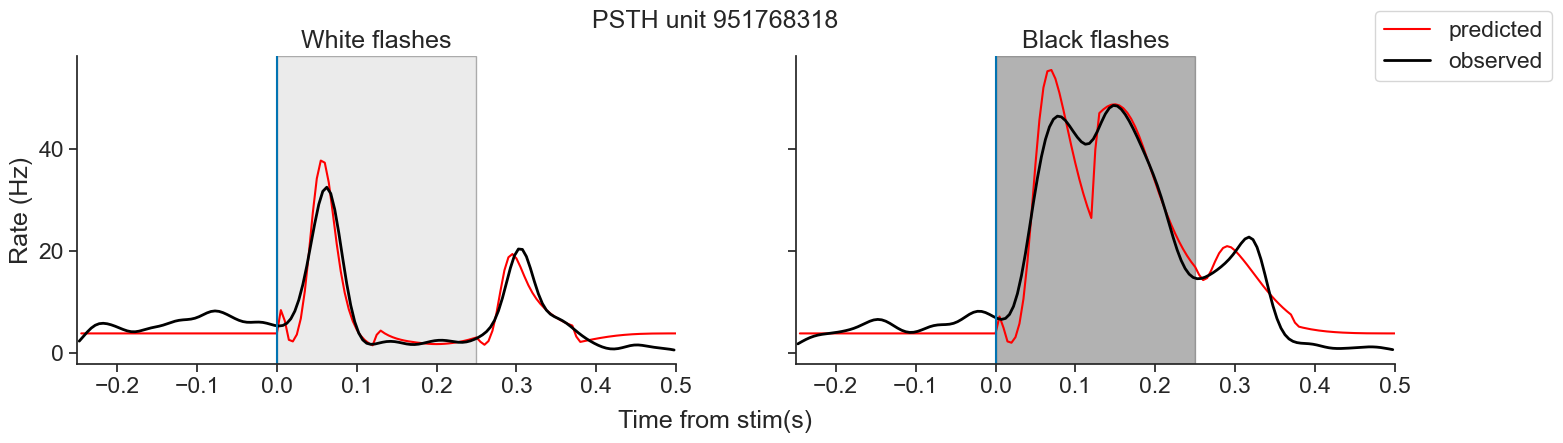 PSTH unit 951768318
White flashes
Black flashes
predicted
observed
Rate (Hz)
40
20
0
−0.2 −0.1 0.0 0.1 0.2 0.3 0.4 0.5
−0.2 −0.1 0.0 0.1 0.2 0.3 0.4 0.5
Time from stim(s)